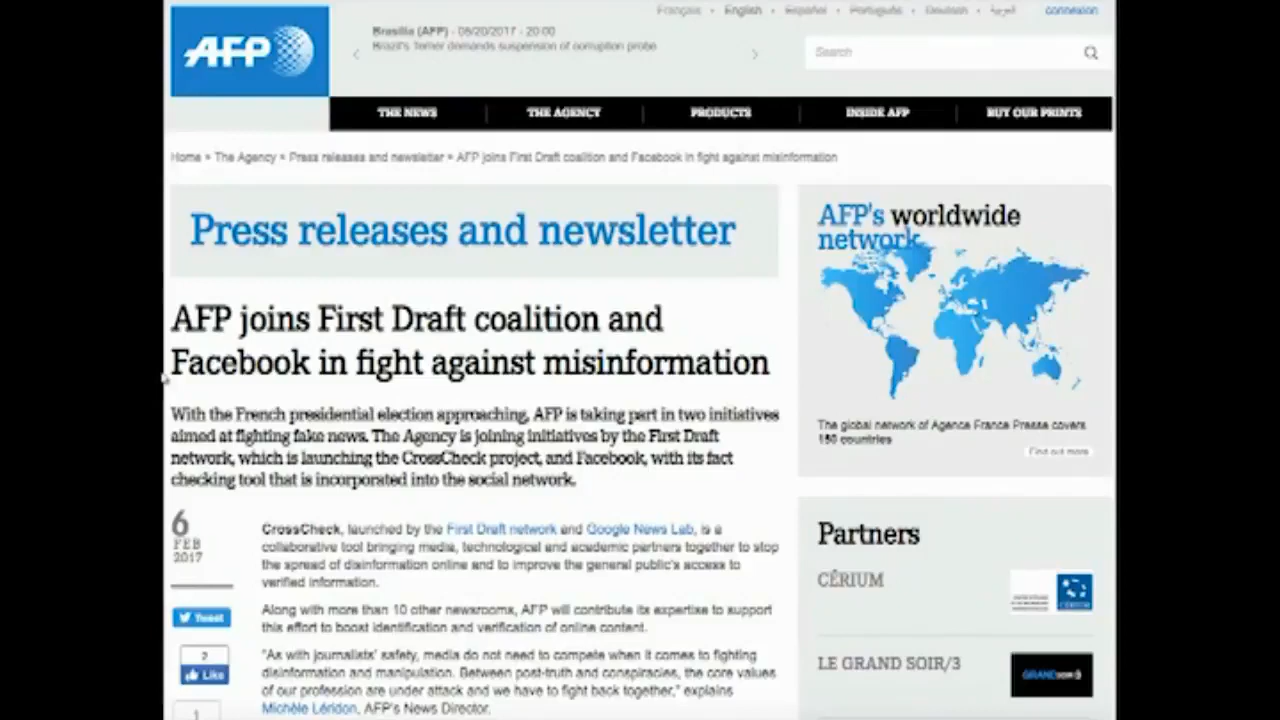 Français • English • Español • Português • Deutsch • عربية connexion
AFP
Brasilia (AFP) - 05/20/2017 - 20:00
Brazil's Temer demands suspension of corruption probe
Search
THE NEWS
THE AGENCY
PRODUCTS
INSIDE AFP
BUY OUR PRINTS
Home » The Agency » Press releases and newsletter » AFP joins First Draft coalition and Facebook in fight against misinformation
Press releases and newsletter
AFP joins First Draft coalition and
Facebook in fight against misinformation
With the French presidential election approaching, AFP is taking part in two initiatives
aimed at fighting fake news. The Agency is joining initiatives by the First Draft
network, which is launching the CrossCheck project, and Facebook, with its fact
checking tool that is incorporated into the social network.
6
FEB
2017
Tweet
2
Like
1
CrossCheck, launched by the First Draft network and Google News Lab, is a
collaborative tool bringing media, technological and academic partners together to stop
the spread of disinformation online and to improve the general public's access to
verified information.
Along with more than 10 other newsrooms, AFP will contribute its expertise to support
this effort to boost identification and verification of online content.
"As with journalists' safety, media do not need to compete when it comes to fighting
disinformation and manipulation. Between post-truth and conspiracies, the core values
of our profession are under attack and we have to fight back together," explains
Michèle Léridon, AFP's News Director.
AFP's worldwide
network
The global network of Agence France Presse covers
150 countries
Find out more
Partners
CÉRIUM
CÉRIUM
LE GRAND SOIR/3
GRAND SOIR 3